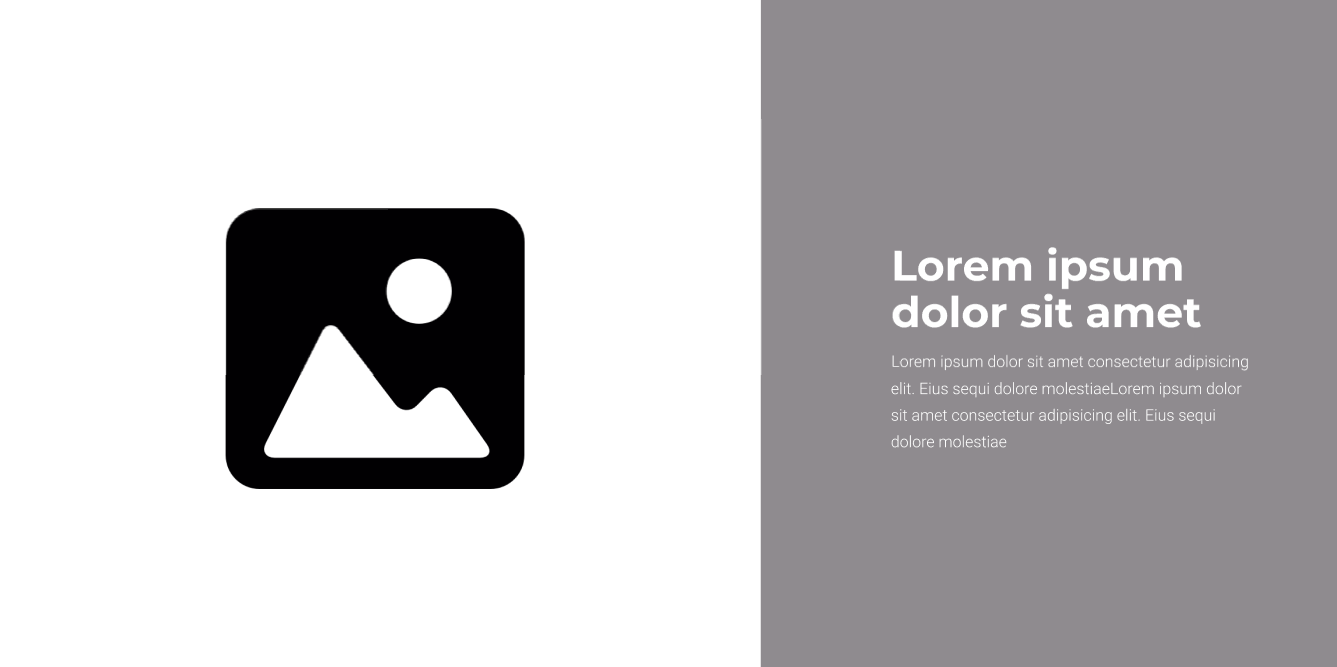 Lorem ipsum
dolor sit amet
Lorem ipsum dolor sit amet consectetur adipisicing
elit. Eius sequi dolore molestiaeLorem ipsum dolor
sit amet consectetur adipisicing elit. Eius sequi
dolore molestiae